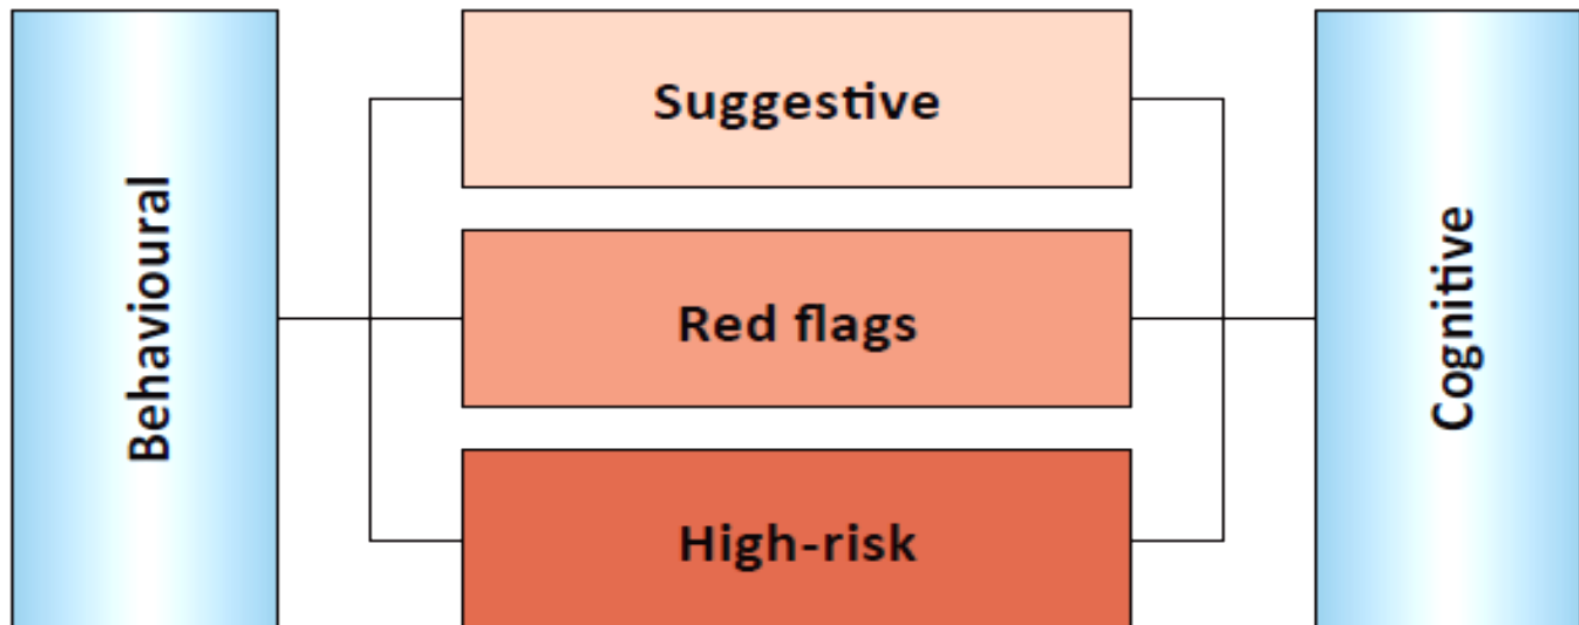 Behavioural
Suggestive
Red flags
High-risk
Cognitive